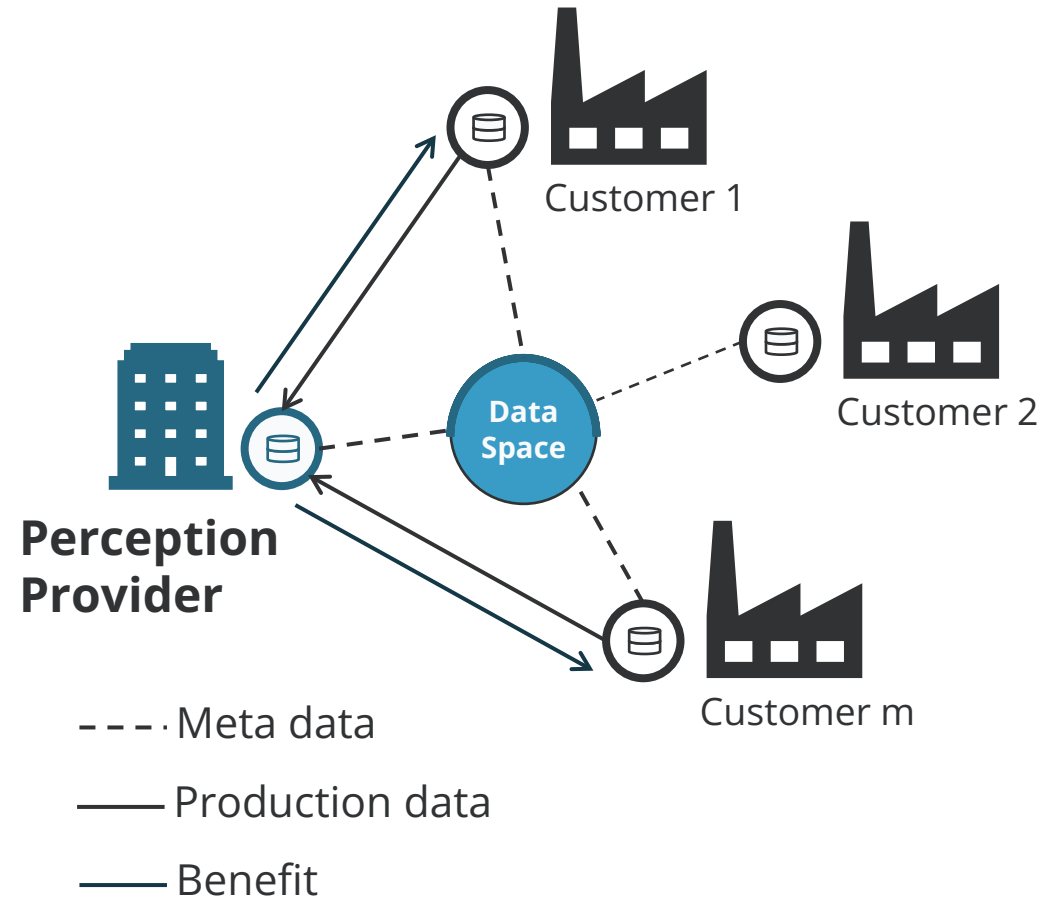 Customer 1
Customer 2
Data
Space
Perception
Provider
Customer m
Meta data
Production data
Benefit